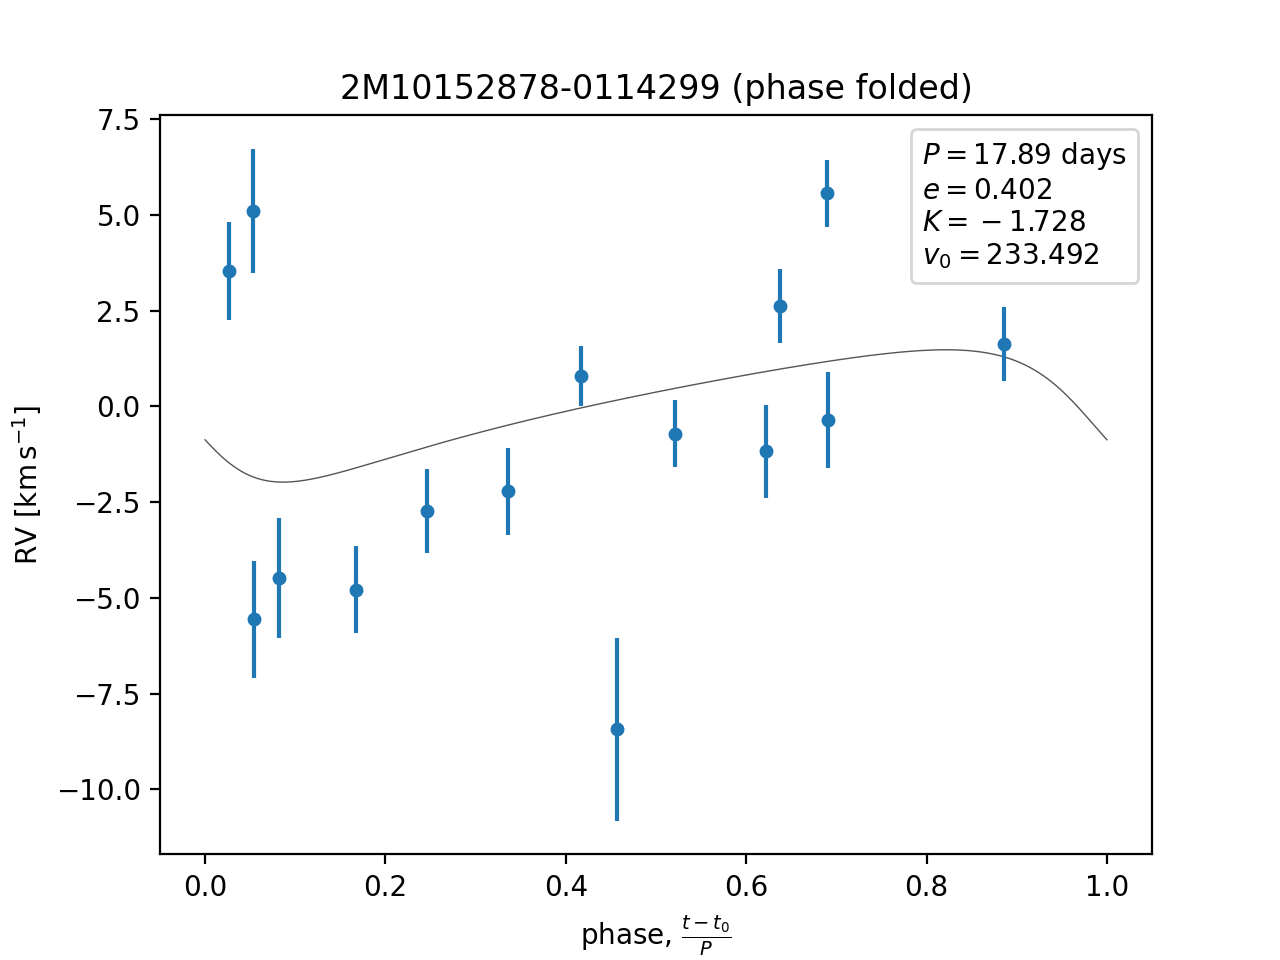 2M10152878-0114299 (phase folded)
P = 17.89 days
e = 0.402
K = −1.728
v₀ = 233.492
7.5
5.0
2.5
0.0
−2.5
−5.0
−7.5
−10.0
RV [km s⁻¹]
0.0 0.2 0.4 0.6 0.8 1.0
phase, (t − t₀)/P